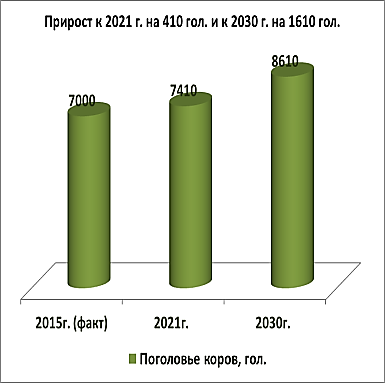 Прирост к 2021 г. на 410 гол. и к 2030 г. на 1610 гол.
7000
7410
8610
2015г. (факт)
2021г.
2030г.
Поголовье коров, гол.